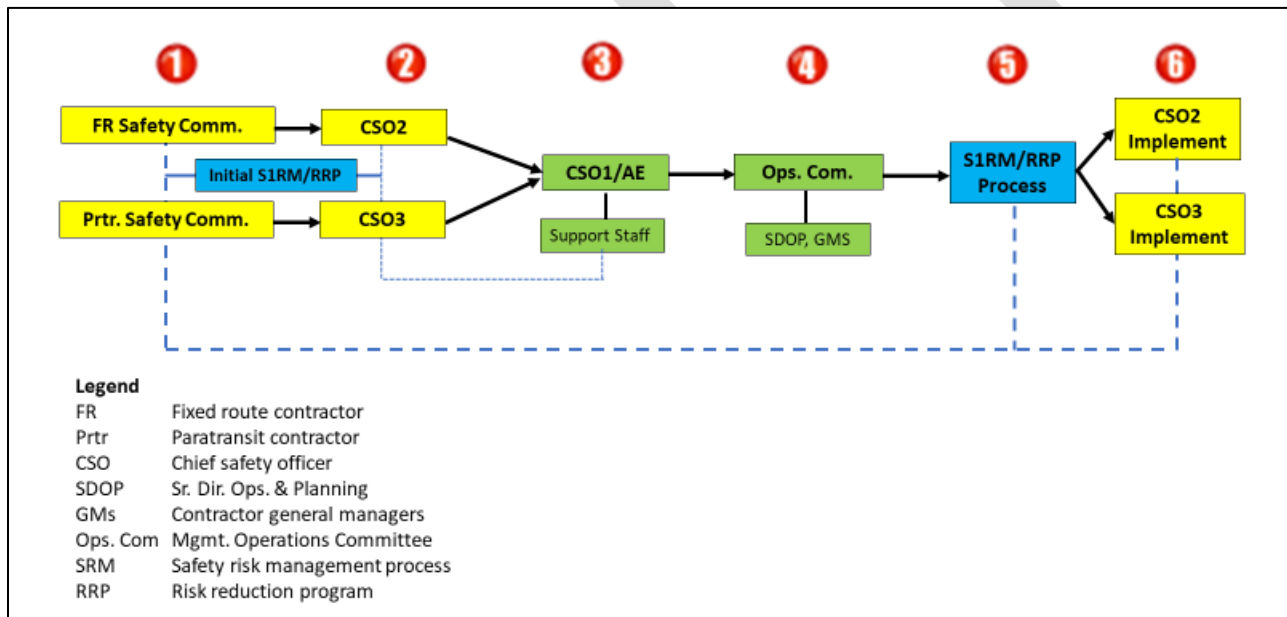 1 2 3 4 5 6
FR Safety Comm.
CSO2
Initial S1RM/RRP
Prtr. Safety Comm.
CSO3
CSO1/AE
Support Staff
Ops. Com.
SDOP, GMS
S1RM/RRP
Process
CSO2
Implement
CSO3
Implement
Legend
FR Fixed route contractor
Prtr Paratransit contractor
CSO Chief safety officer
SDOP Sr. Dir. Ops. & Planning
GMs Contractor general managers
Ops. Com Mgmt. Operations Committee
SRM Safety risk management process
RRP Risk reduction program